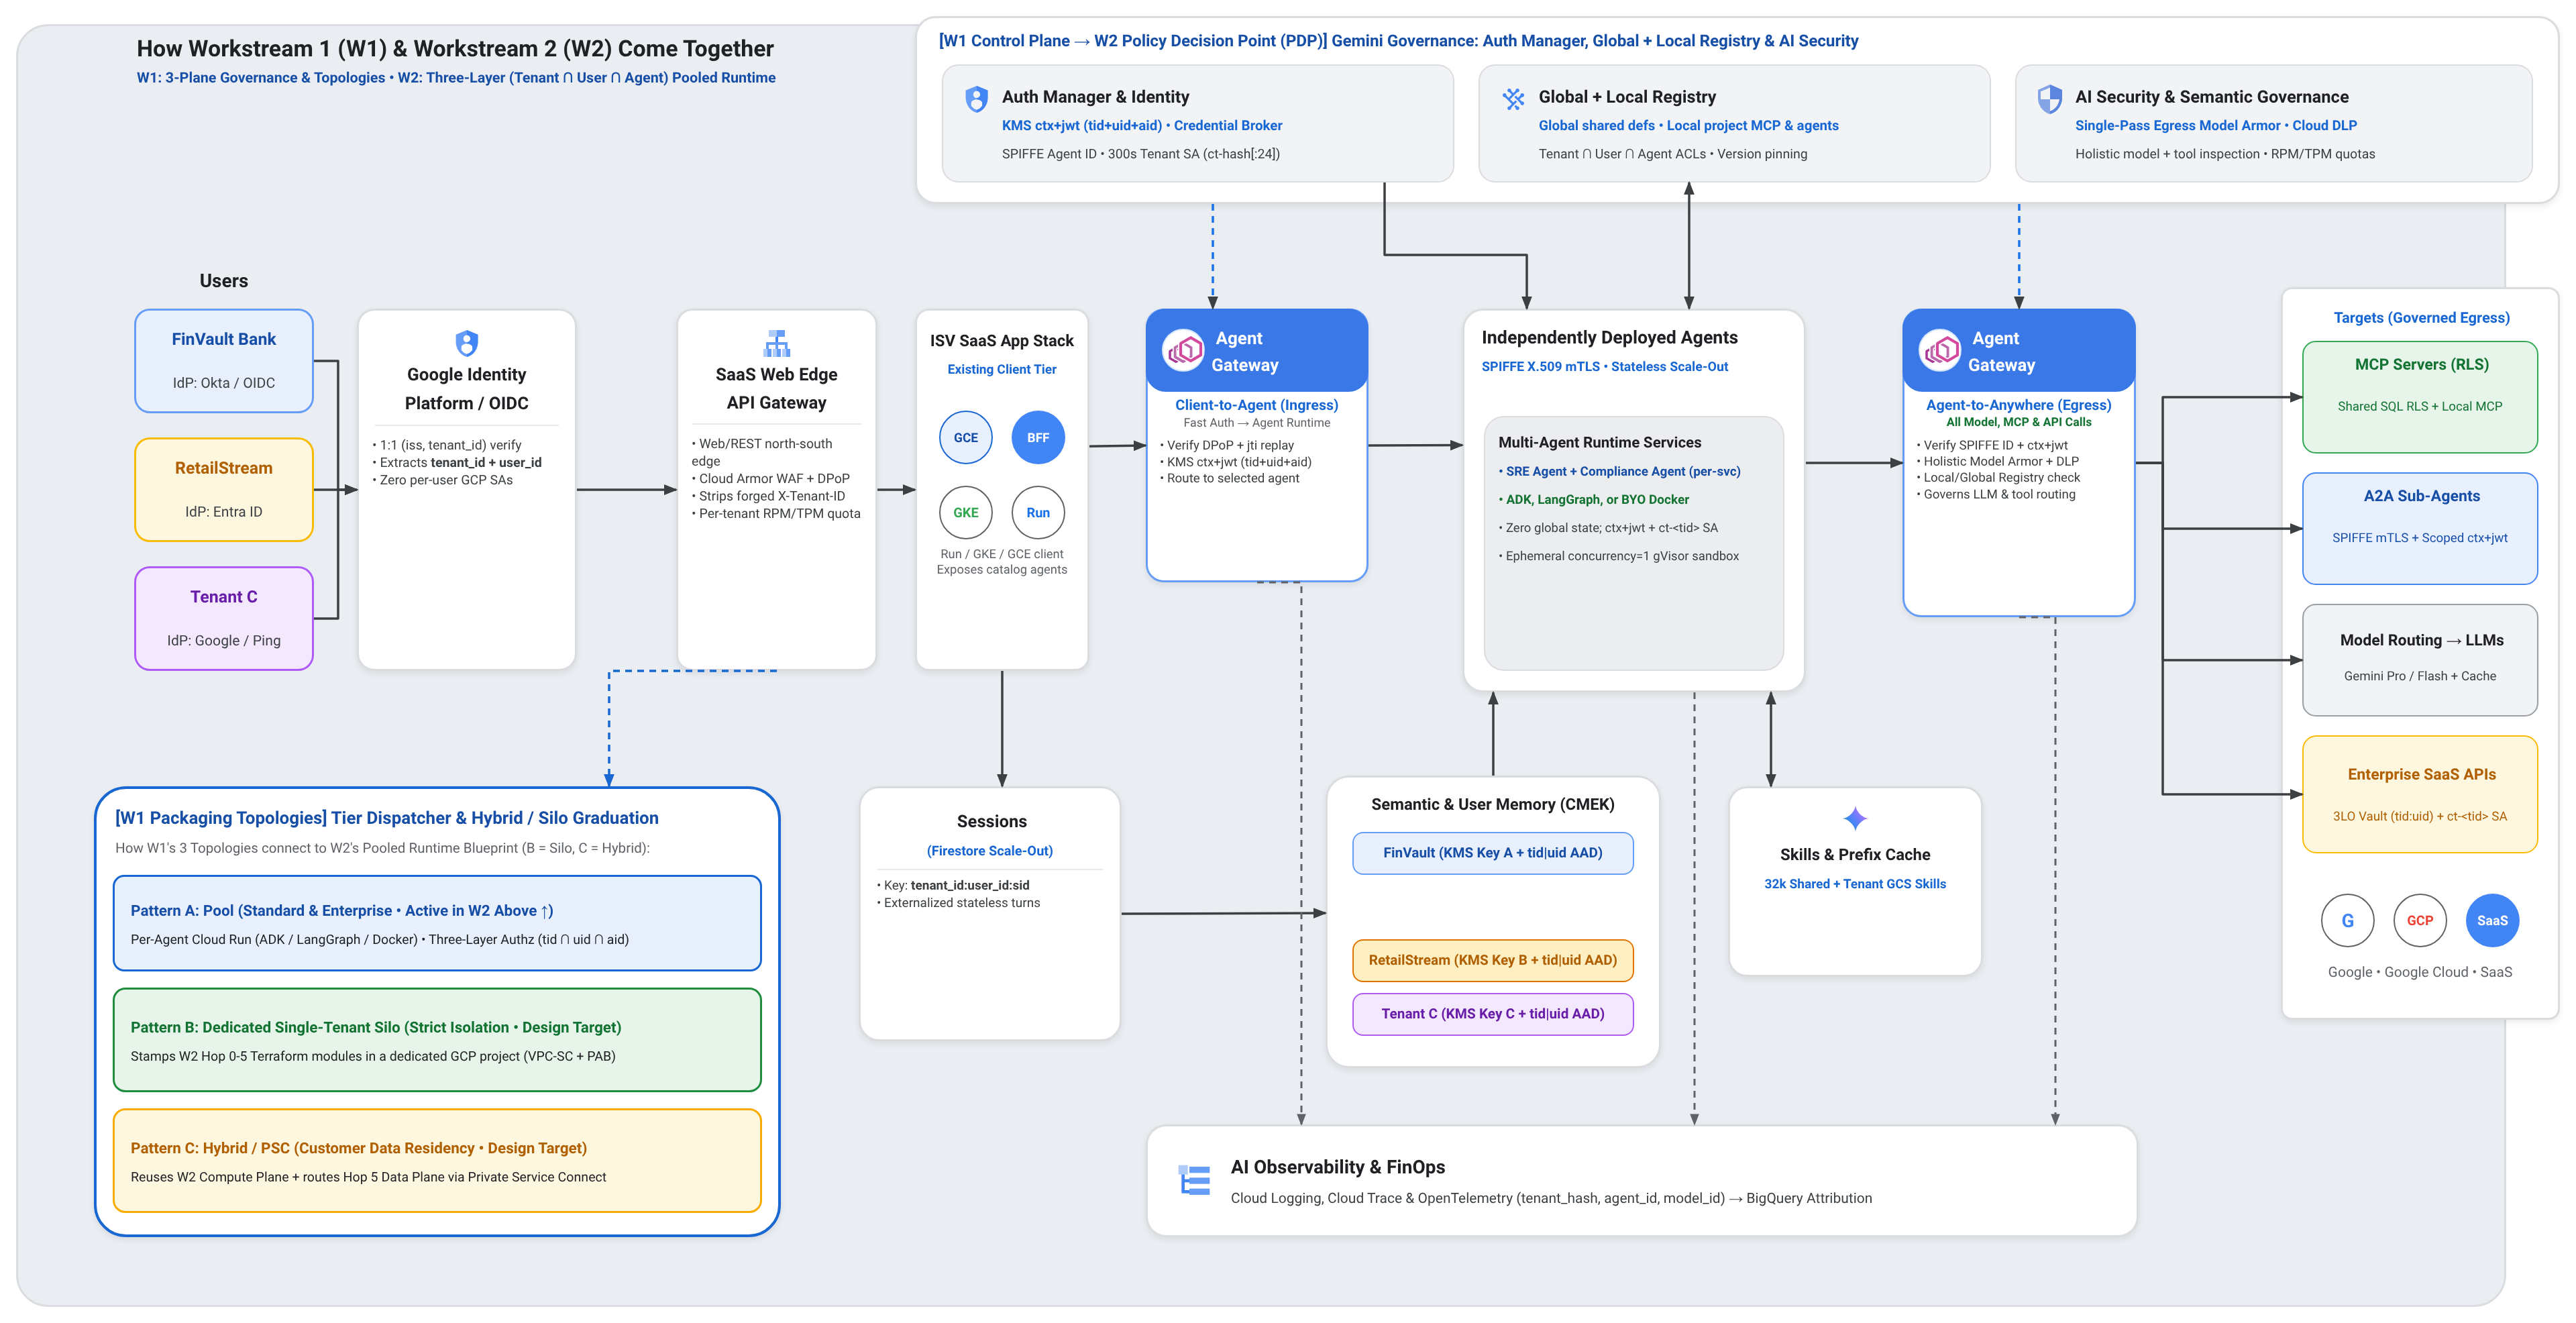 How Workstream 1 (W1) & Workstream 2 (W2) Come Together
W1: 3-Plane Governance & Topologies • W2: Three-Layer (Tenant ∩ User ∩ Agent) Pooled Runtime
[W1 Control Plane → W2 Policy Decision Point (PDP)] Gemini Governance: Auth Manager, Global + Local Registry & AI Security
Auth Manager & Identity
KMS ctx+jwt (tid+uid+aid) • Credential Broker
SPIFFE Agent ID • 300s Tenant SA (ct-hash[:24])
Global + Local Registry
Global shared defs • Local project MCP & agents
Tenant ∩ User ∩ Agent ACLs • Version pinning
AI Security & Semantic Governance
Single-Pass Egress Model Armor • Cloud DLP
Holistic model + tool inspection • RPM/TPM quotas
Users
FinVault Bank
IdP: Okta / OIDC
RetailStream
IdP: Entra ID
Tenant C
IdP: Google / Ping
Google Identity
Platform / OIDC
• 1:1 (iss, tenant_id) verify
• Extracts tenant_id + user_id
• Zero per-user GCP SAs
SaaS Web Edge
API Gateway
• Web/REST north-south
edge
• Cloud Armor WAF + DPoP
• Strips forged X-Tenant-ID
• Per-tenant RPM/TPM quota
ISV SaaS App Stack
Existing Client Tier
GCE
BFF
GKE
Run
Run / GKE / GCE client
Exposes catalog agents
Agent
Gateway
Client-to-Agent (Ingress)
Fast Auth → Agent Runtime
• Verify DPoP + jti replay
• KMS ctx+jwt (tid+uid+aid)
• Route to selected agent
Independently Deployed Agents
SPIFFE X.509 mTLS • Stateless Scale-Out
Multi-Agent Runtime Services
• SRE Agent + Compliance Agent (per-svc)
• ADK, LangGraph, or BYO Docker
• Zero global state; ctx+jwt + ct-<tid> SA
• Ephemeral concurrency=1 gVisor sandbox
Agent
Gateway
Agent-to-Anywhere (Egress)
All Model, MCP & API Calls
• Verify SPIFFE ID + ctx+jwt
• Holistic Model Armor + DLP
• Local/Global Registry check
• Governs LLM & tool routing
Targets (Governed Egress)
MCP Servers (RLS)
Shared SQL RLS + Local MCP
A2A Sub-Agents
SPIFFE mTLS + Scoped ctx+jwt
Model Routing → LLMs
Gemini Pro / Flash + Cache
Enterprise SaaS APIs
3LO Vault (tid:uid) + ct-<tid> SA
G
GCP
SaaS
Google • Google Cloud • SaaS
[W1 Packaging Topologies] Tier Dispatcher & Hybrid / Silo Graduation
How W1's 3 Topologies connect to W2's Pooled Runtime Blueprint (B = Silo, C = Hybrid):
Pattern A: Pool (Standard & Enterprise • Active in W2 Above ↑)
Per-Agent Cloud Run (ADK / LangGraph / Docker) • Three-Layer Authz (tid ∩ uid ∩ aid)
Pattern B: Dedicated Single-Tenant Silo (Strict Isolation • Design Target)
Stamps W2 Hop 0-5 Terraform modules in a dedicated GCP project (VPC-SC + PAB)
Pattern C: Hybrid / PSC (Customer Data Residency • Design Target)
Reuses W2 Compute Plane + routes Hop 5 Data Plane via Private Service Connect
Sessions
(Firestore Scale-Out)
• Key: tenant_id:user_id:sid
• Externalized stateless turns
Semantic & User Memory (CMEK)
FinVault (KMS Key A + tid|uid AAD)
RetailStream (KMS Key B + tid|uid AAD)
Tenant C (KMS Key C + tid|uid AAD)
Skills & Prefix Cache
32k Shared + Tenant GCS Skills
AI Observability & FinOps
Cloud Logging, Cloud Trace & OpenTelemetry (tenant_hash, agent_id, model_id) → BigQuery Attribution